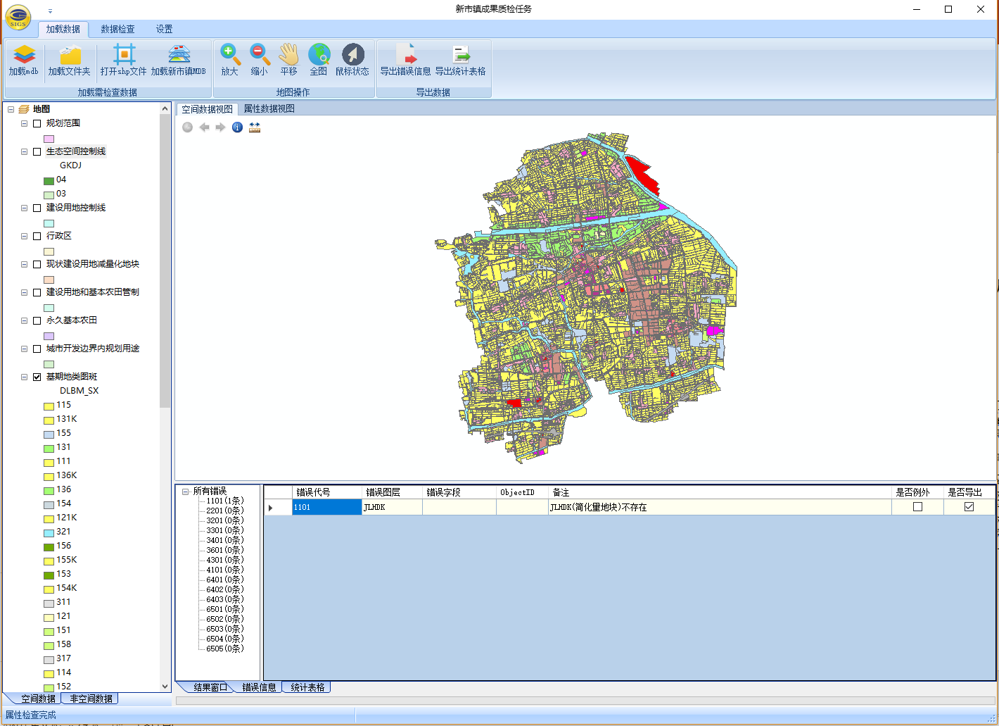 新市镇成果质检任务
SIGS
加载数据 数据检查 设置
加载mdb 加载文件夹 打开shp文件 加载新市镇MDB 放大 缩小 平移 全图 鼠标状态 导出错误信息 导出统计表格
加载需检查数据 地图操作 导出数据
地图
规划范围
生态空间控制线
GKDJ
04
03
建设用地控制线
行政区
现状建设用地减量化地块
建设用地和基本农田管制
永久基本农田
城市开发边界内规划用途
基期地类图斑
DLBM_SX
115
131K
155
131
111
136K
136
154
121K
321
156
155K
153
154K
311
121
151
158
317
114
152
空间数据 非空间数据
空间数据视图 属性数据视图
所有错误
1101(1条)
2201(0条)
3201(0条)
3301(0条)
3401(0条)
3601(0条)
4301(0条)
4101(0条)
6401(0条)
6402(0条)
6403(0条)
6501(0条)
6502(0条)
6503(0条)
6504(0条)
6505(0条)
错误代号 错误图层 错误字段 ObjectID 备注 是否例外 是否导出
1101 JLHDK JLHDK(简化量地块)不存在
结果窗口 错误信息 统计表格
属性检查完成